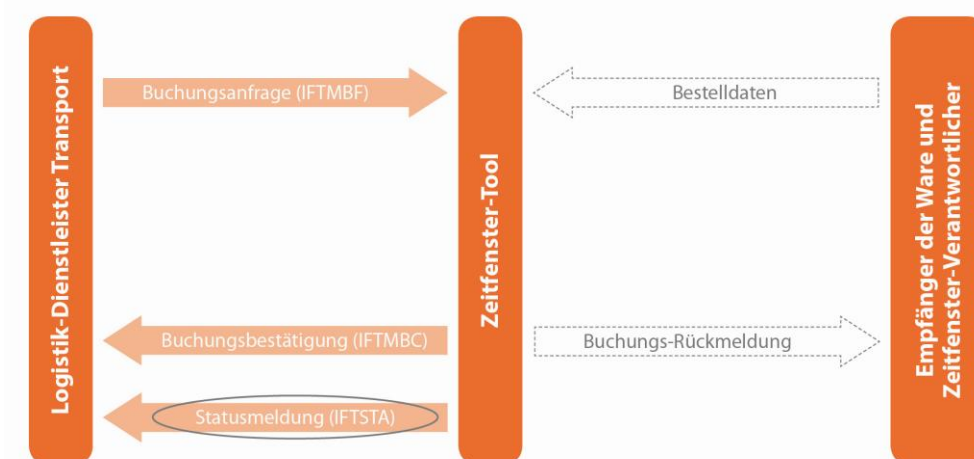 Logistik-Dienstleister Transport
Buchungsanfrage (IFTMBF)
Buchungsbestätigung (IFTMBC)
Statusmeldung (IFTSTA)
Zeitfenster-Tool
Bestelldaten
Buchungs-Rückmeldung
Empfänger der Ware und
Zeitfenster-Verantwortlicher